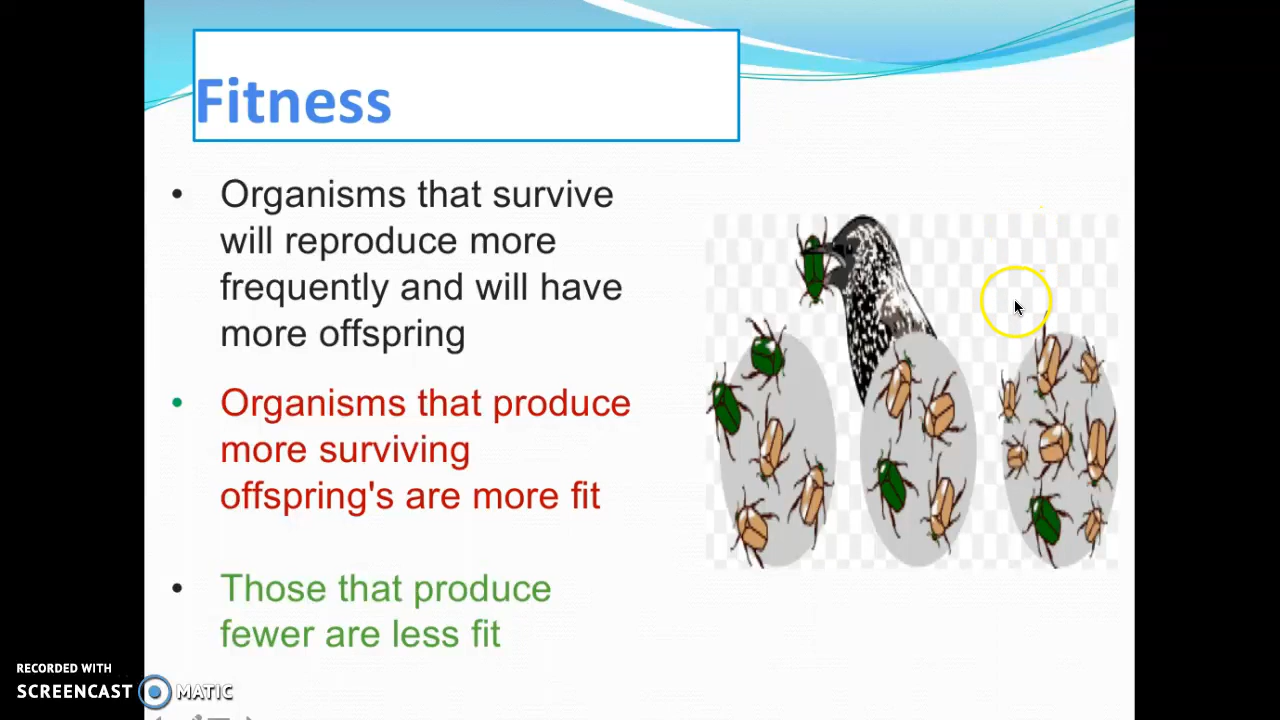 Fitness
• Organisms that survive
will reproduce more
frequently and will have
more offspring
• Organisms that produce
more surviving
offspring's are more fit
• Those that produce
fewer are less fit
RECORDED WITH
SCREENCAST MATIC